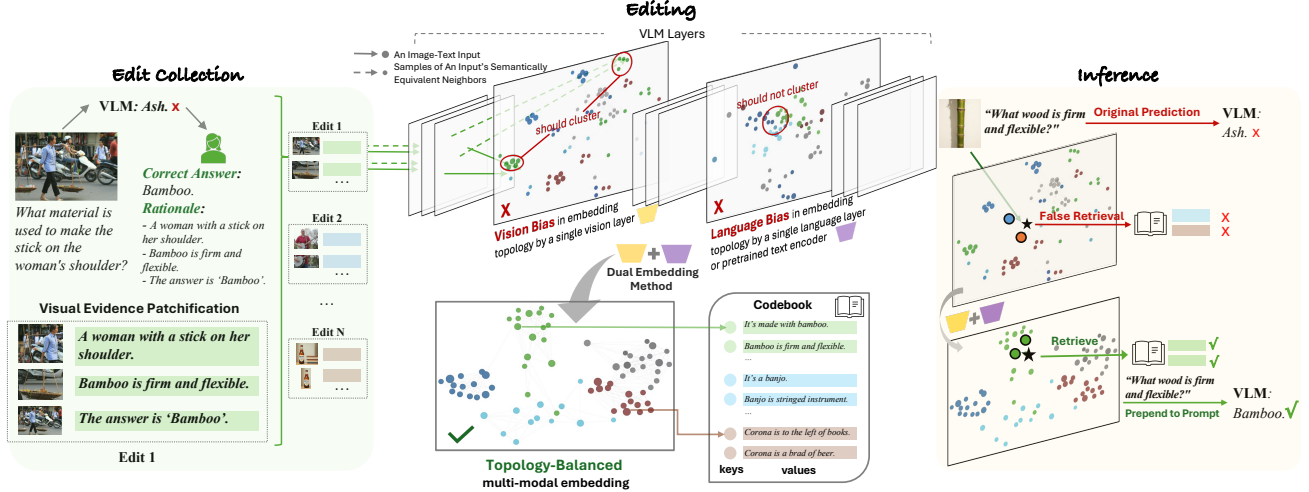 Editing
VLM Layers
An Image-Text Input
Samples of An Input's Semantically
Equivalent Neighbors
should cluster
should not cluster
X
Vision Bias in embedding
topology by a single vision layer
X
Language Bias in embedding
topology by a single language layer
or pretrained text encoder
+
Dual Embedding
Method
Edit Collection
VLM: Ash. x
Correct Answer:
Bamboo.
Rationale:
- A woman with a stick on
her shoulder.
- Bamboo is firm and
flexible.
- The answer is 'Bamboo'.
...
What material is
used to make the
stick on the
woman's shoulder?
Visual Evidence Patchification
A woman with a stick on her
shoulder.
Bamboo is firm and flexible.
The answer is 'Bamboo'.
Edit 1
Edit 1
...
Edit 2
...
...
Edit N
...
✓
Topology-Balanced
multi-modal embedding
Codebook
It's made with bamboo.
Bamboo is firm and flexible.
...
It's a banjo.
Banjo is stringed instrument.
...
Corona is to the left of books.
Corona is a brad of beer.
keys values
Inference
"What wood is firm
and flexible?"
Original Prediction
VLM:
Ash. X
False Retrieval
X
X
+
Retrieve
√
√
"What wood is firm
and flexible?"
Prepend to Prompt
VLM:
Bamboo.√